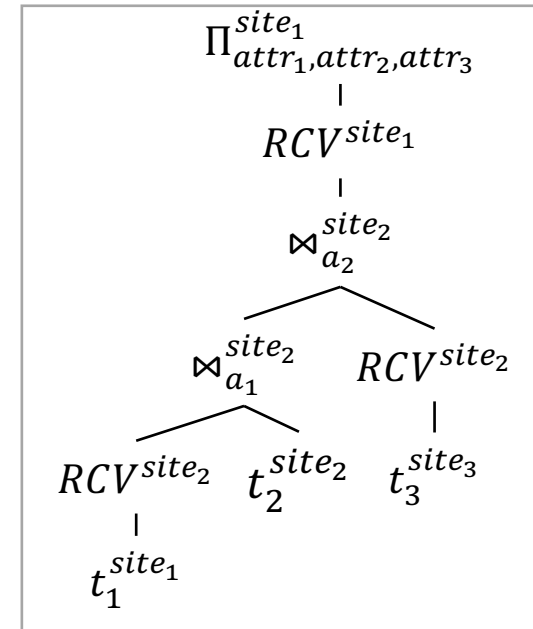 Π^{site_1}_{attr_1,attr_2,attr_3}
RCV^{site_1}
⋈^{site_2}_{a_2}
⋈^{site_2}_{a_1} RCV^{site_2}
RCV^{site_2} t_2^{site_2} t_3^{site_3}
t_1^{site_1}